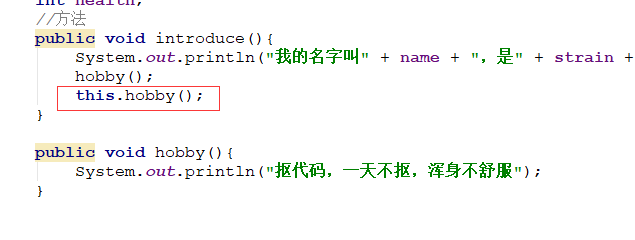 int health;
//方法
public void introduce(){
System.out.println("我的名字叫" + name + ", 是" + strain +
hobby();
this.hobby();
}
public void hobby(){
System.out.println("抠代码，一天不抠，浑身不舒服");
}